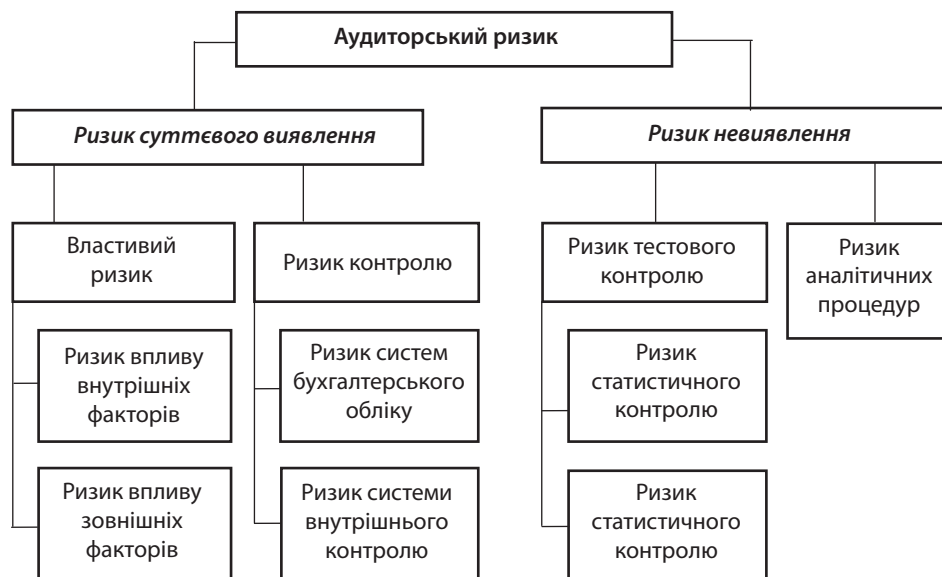 Аудиторський ризик
Ризик суттєвого виявлення
Ризик невиявлення
Властивий
ризик
Ризик контролю
Ризик тестового
контролю
Ризик
аналітичних
процедур
Ризик впливу
внутрішніх
факторів
Ризик систем
бухгалтерського
обліку
Ризик
статистичного
контролю
Ризик впливу
зовнішніх
факторів
Ризик системи
внутрішнього
контролю
Ризик
статистичного
контролю